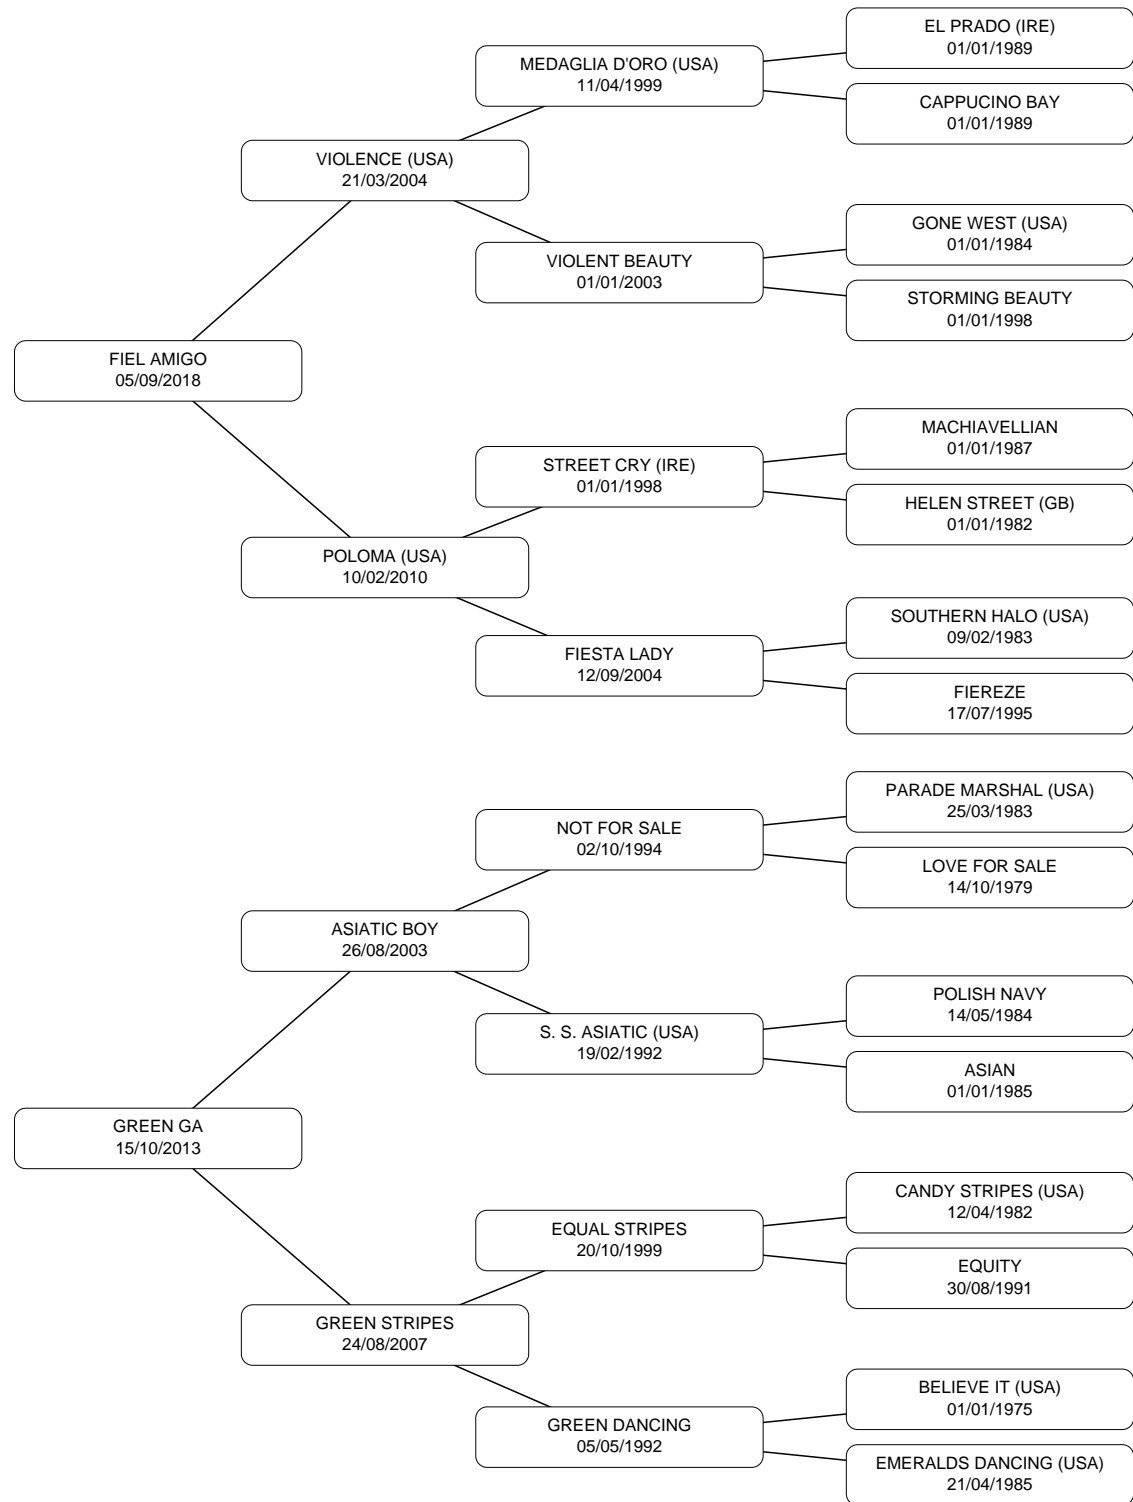 EL PRADO (IRE)
01/01/1989
MEDAGLIA D'ORO (USA)
11/04/1999
CAPPUCINO BAY
01/01/1989
VIOLENCE (USA)
21/03/2004
GONE WEST (USA)
01/01/1984
VIOLENT BEAUTY
01/01/2003
STORMING BEAUTY
01/01/1998
FIEL AMIGO
05/09/2018
MACHIAVELLIAN
01/01/1987
STREET CRY (IRE)
01/01/1998
HELEN STREET (GB)
01/01/1982
POLOMA (USA)
10/02/2010
SOUTHERN HALO (USA)
09/02/1983
FIESTA LADY
12/09/2004
FIEREZE
17/07/1995
PARADE MARSHAL (USA)
25/03/1983
NOT FOR SALE
02/10/1994
LOVE FOR SALE
14/10/1979
ASIATIC BOY
26/08/2003
POLISH NAVY
14/05/1984
S. S. ASIATIC (USA)
19/02/1992
ASIAN
01/01/1985
GREEN GA
15/10/2013
CANDY STRIPES (USA)
12/04/1982
EQUAL STRIPES
20/10/1999
EQUITY
30/08/1991
GREEN STRIPES
24/08/2007
BELIEVE IT (USA)
01/01/1975
GREEN DANCING
05/05/1992
EMERALDS DANCING (USA)
21/04/1985